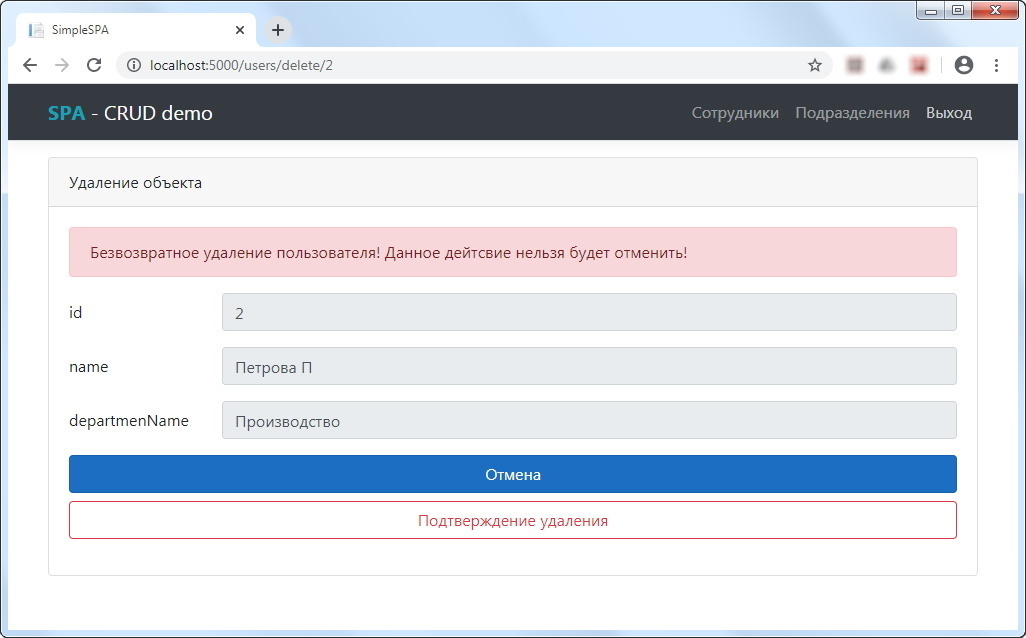 SimpleSPA
localhost:5000/users/delete/2
SPA - CRUD demo
Сотрудники
Подразделения
Выход
Удаление объекта
Безвозвратное удаление пользователя! Данное дейтсвие нельзя будет отменить!
id
2
name
Петрова П
departmenName
Производство
Отмена
Подтверждение удаления